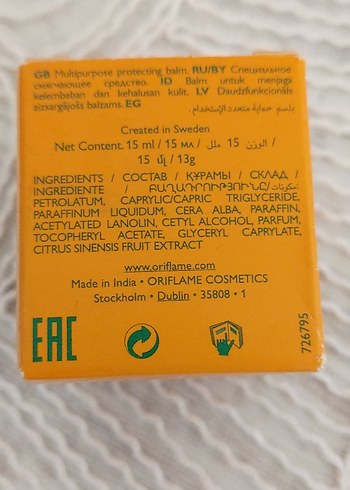 GB Multipurpose protecting balm. RU/BY Специальное
смягчающее средство. ID Balm untuk menjaga
kelembaban dan kehalusan kulit. LV Daudzfunkcionāls
aizsargājošs balzams. EG بلسم حماية متعدد الإستخدام.
Created in Sweden
Net Content. 15 ml / 15 мл / الوزن 15 ملل /
15 մլ / 13g
INGREDIENTS / СОСТАВ / ҚҰРАМЫ / СКЛАД /
INGREDIENTE / ԲԱՂԱԴՐՈՒԹՅՈՒՆԸ/ مكونات:
PETROLATUM, CAPRYLIC/CAPRIC TRIGLYCERIDE,
PARAFFINUM LIQUIDUM, CERA ALBA, PARAFFIN,
ACETYLATED LANOLIN, CETYL ALCOHOL, PARFUM,
TOCOPHERYL ACETATE, GLYCERYL CAPRYLATE,
CITRUS SINENSIS FRUIT EXTRACT
www.oriflame.com
Made in India • ORIFLAME COSMETICS
Stockholm • Dublin • 35808 • 1
EAC
726795